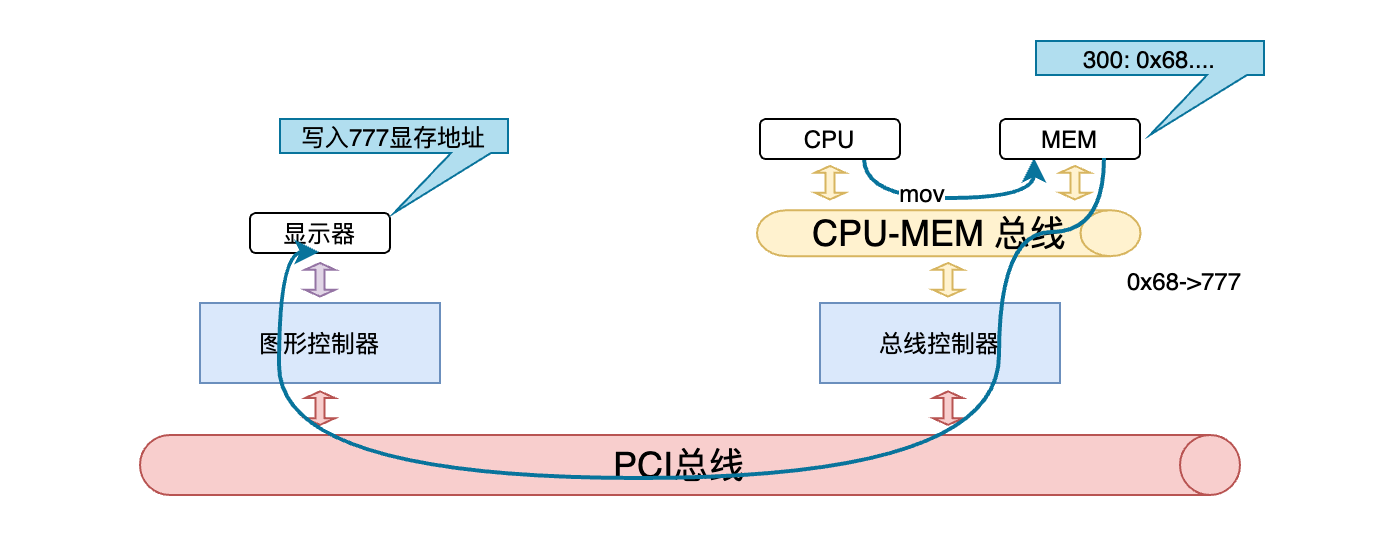 300: 0x68....
写入777显存地址
CPU
MEM
mov
显示器
CPU-MEM 总线
0x68->777
图形控制器
总线控制器
PCI总线